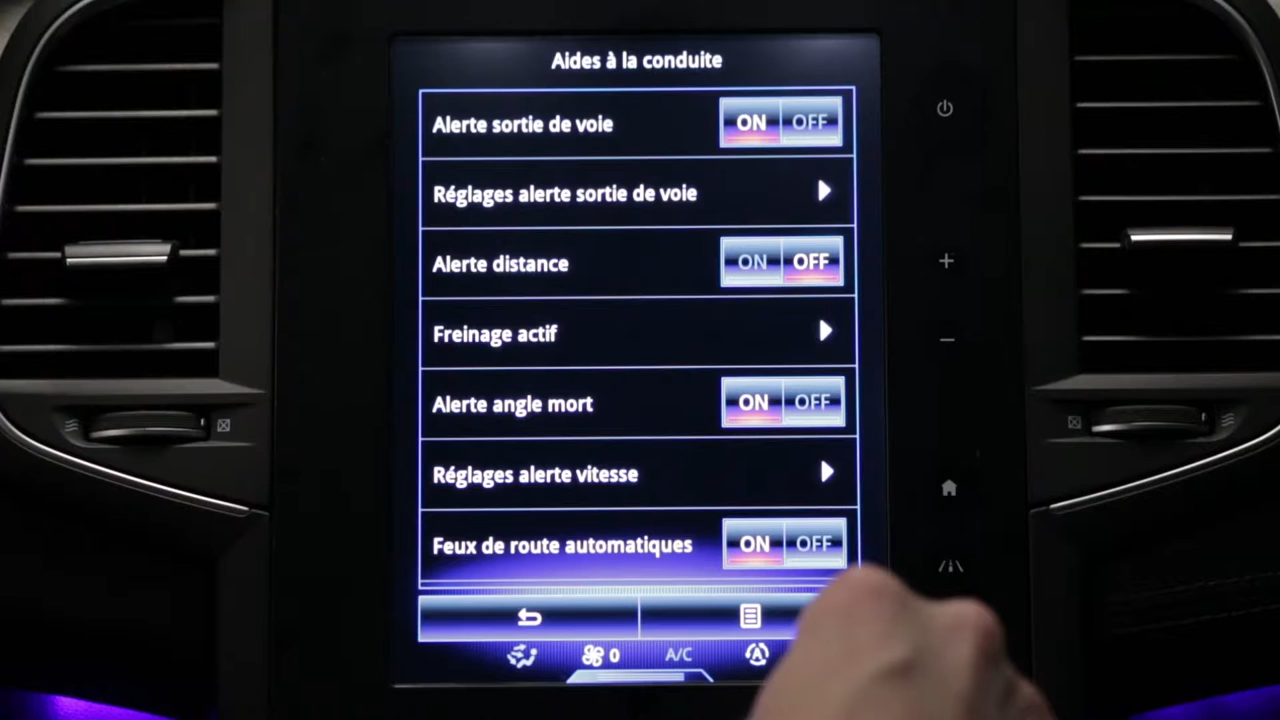 Aides à la conduite
Alerte sortie de voie ON OFF
Réglages alerte sortie de voie
Alerte distance ON OFF
Freinage actif
Alerte angle mort ON OFF
Réglages alerte vitesse
Feux de route automatiques ON OFF
0 A/C A